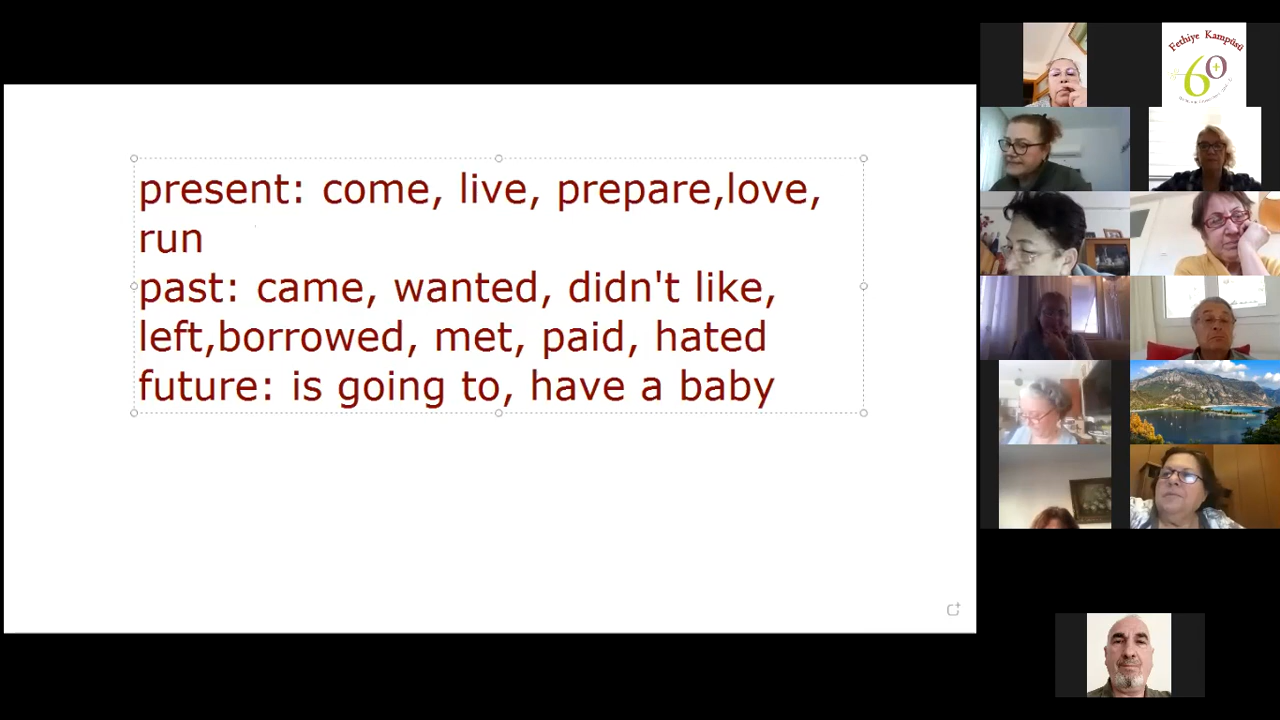 present: come, live, prepare,love,
run
past: came, wanted, didn't like,
left,borrowed, met, paid, hated
future: is going to, have a baby
Fethiye Kampüsü
60+